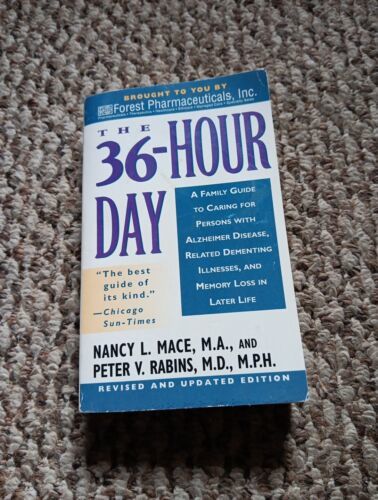 BROUGHT TO YOU BY
Forest Pharmaceuticals, Inc.
THE
36-HOUR
DAY
A FAMILY GUIDE
TO CARING FOR
PERSONS WITH
ALZHEIMER DISEASE,
RELATED DEMENTING
ILLNESSES, AND
MEMORY LOSS IN
LATER LIFE
"The best
guide of
its kind."
—Chicago
Sun-Times
NANCY L. MACE, M.A., AND
PETER V. RABINS, M.D., M.P.H.
REVISED AND UPDATED EDITION